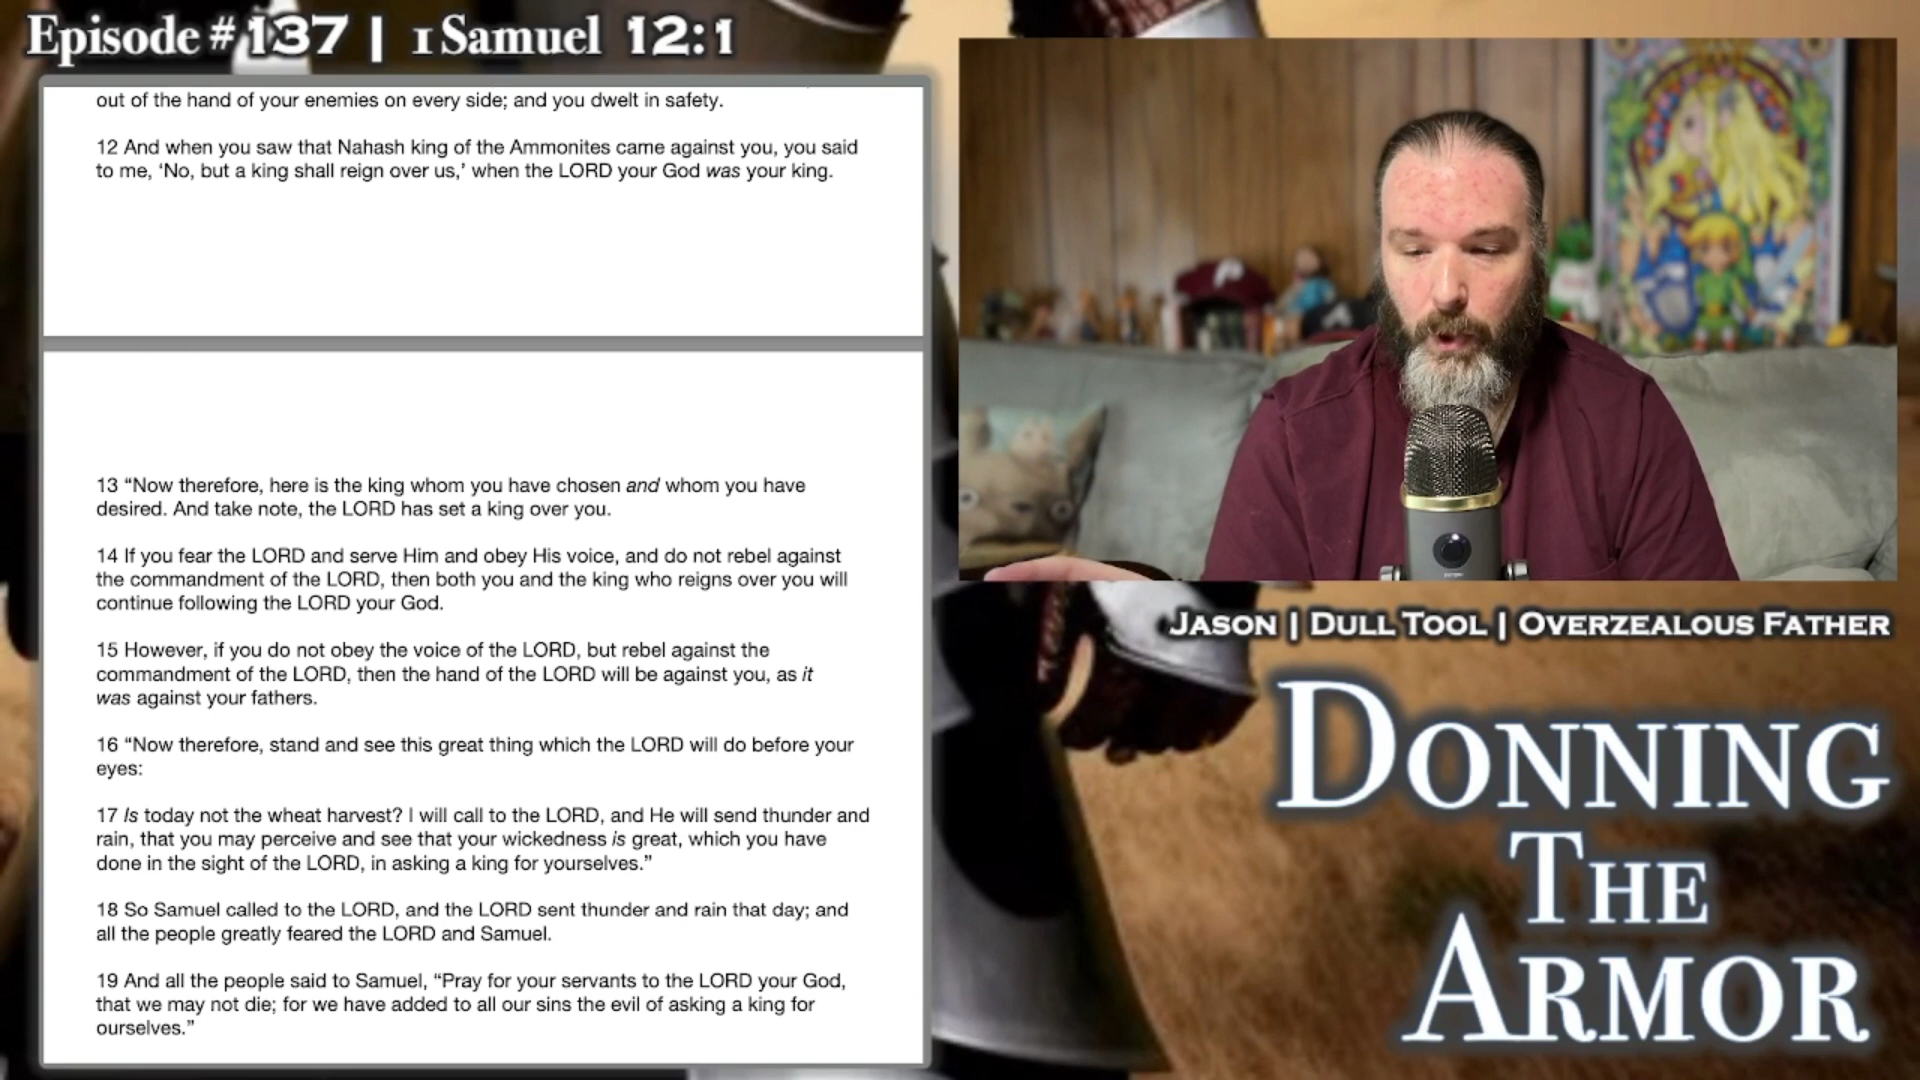 Episode # 137 | 1 Samuel 12:1
out of the hand of your enemies on every side; and you dwelt in safety.
12 And when you saw that Nahash king of the Ammonites came against you, you said
to me, ‘No, but a king shall reign over us,’ when the LORD your God was your king.
13 “Now therefore, here is the king whom you have chosen and whom you have
desired. And take note, the LORD has set a king over you.
14 If you fear the LORD and serve Him and obey His voice, and do not rebel against
the commandment of the LORD, then both you and the king who reigns over you will
continue following the LORD your God.
15 However, if you do not obey the voice of the LORD, but rebel against the
commandment of the LORD, then the hand of the LORD will be against you, as it
was against your fathers.
16 “Now therefore, stand and see this great thing which the LORD will do before your
eyes:
17 Is today not the wheat harvest? I will call to the LORD, and He will send thunder and
rain, that you may perceive and see that your wickedness is great, which you have
done in the sight of the LORD, in asking a king for yourselves.”
18 So Samuel called to the LORD, and the LORD sent thunder and rain that day; and
all the people greatly feared the LORD and Samuel.
19 And all the people said to Samuel, “Pray for your servants to the LORD your God,
that we may not die; for we have added to all our sins the evil of asking a king for
ourselves.”
Jason | Dull Tool | Overzealous Father
Donning
The
Armor